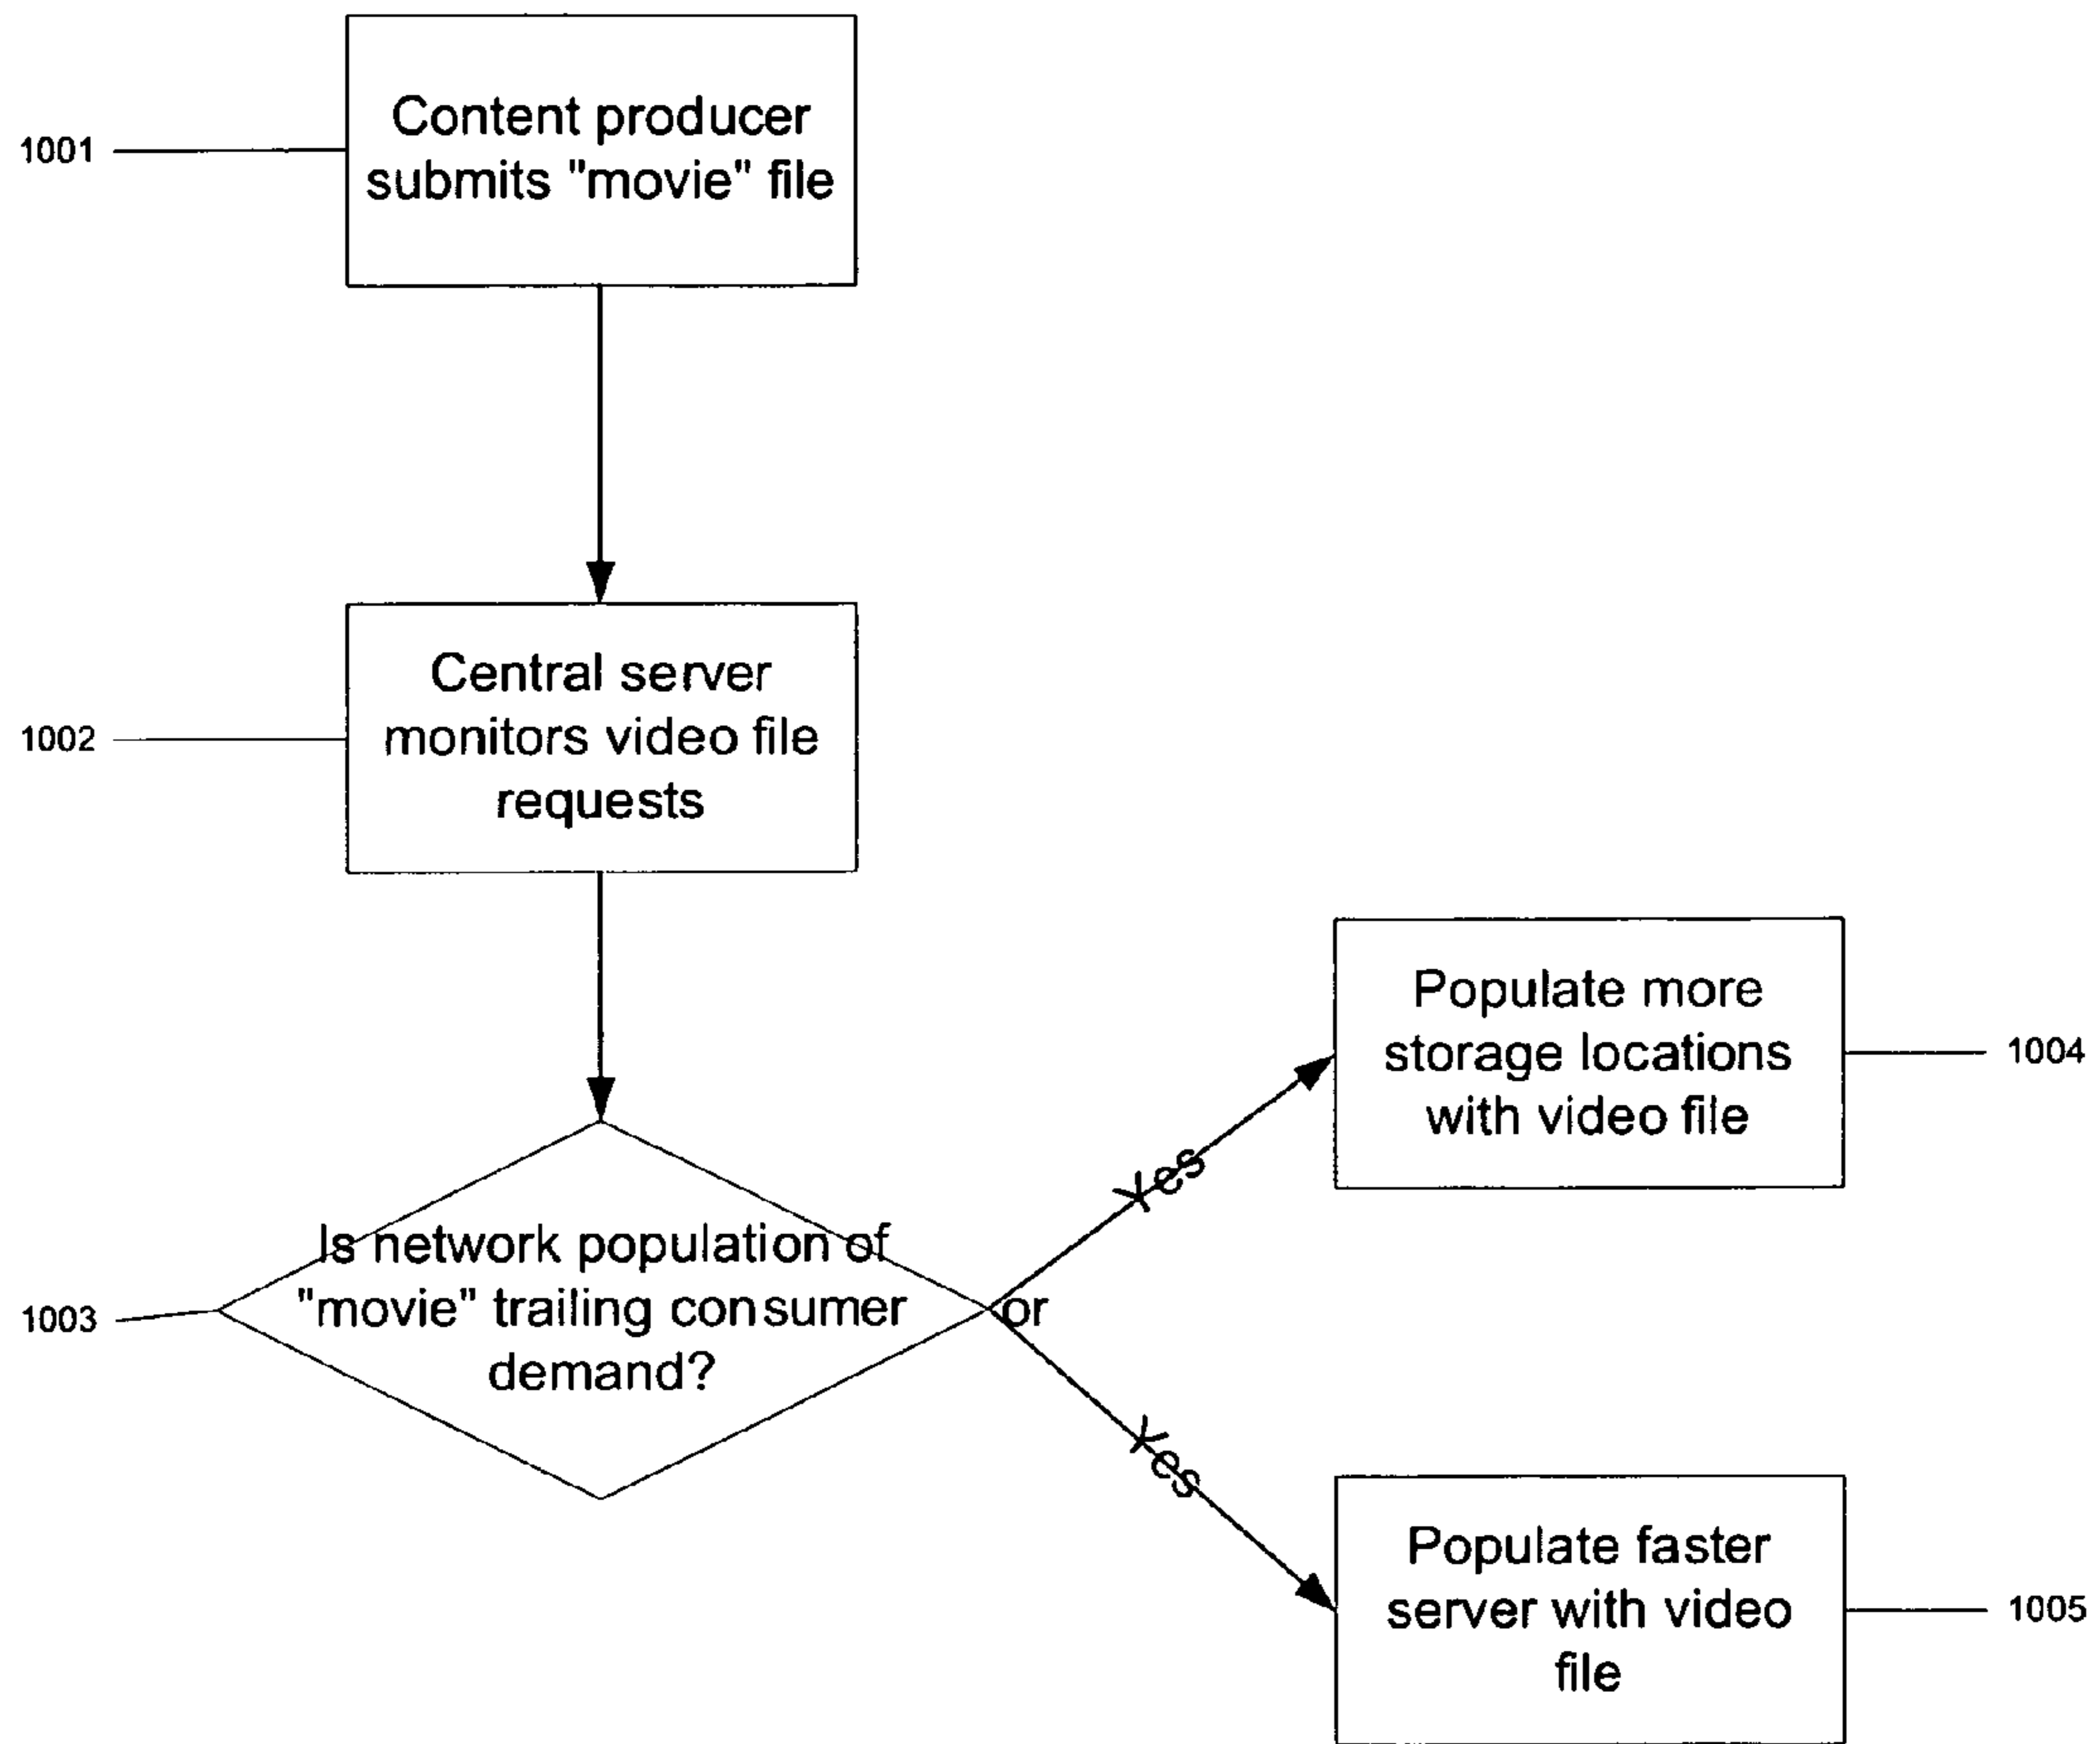 Content producer
submits "movie" file
1001
Central server
monitors video file
requests
1002
Populate more
storage locations
with video file
1004
Yes
Is network population of
"movie" trailing consumer
demand?
1003
or
Yes
Populate faster
server with video
file
1005